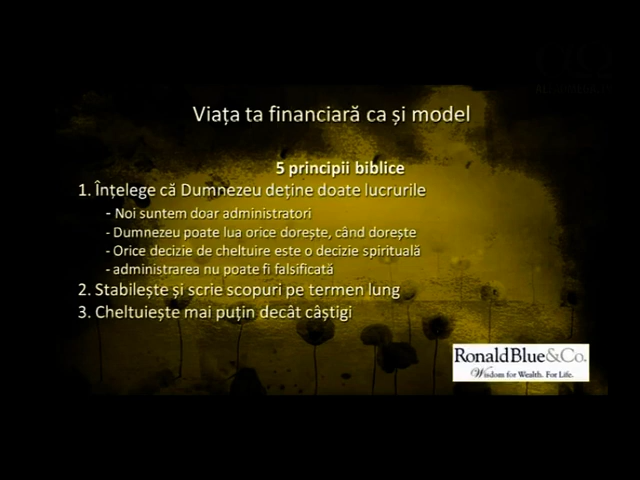 Viața ta financiară ca și model
5 principii biblice
1. Înțelege că Dumnezeu deține doate lucrurile
- Noi suntem doar administratori
- Dumnezeu poate lua orice dorește, când dorește
- Orice decizie de cheltuire este o decizie spirituală
- administrarea nu poate fi falsificată
2. Stabilește și scrie scopuri pe termen lung
3. Cheltuiește mai puțin decât câștigi
RonaldBlue&Co.
Wisdom for Wealth. For Life.